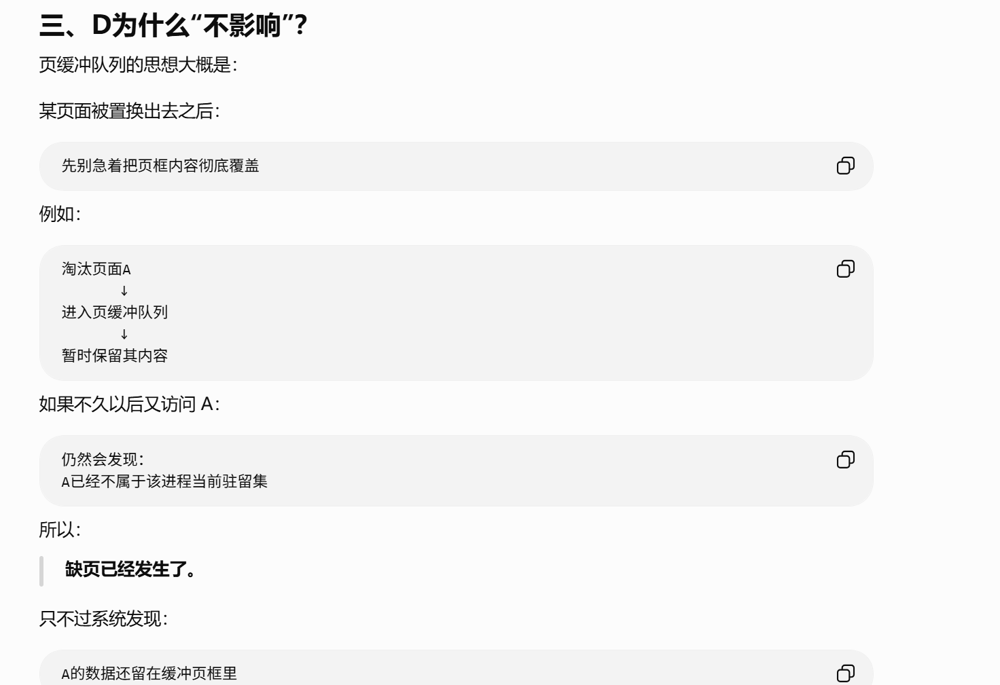 三、D为什么“不影响”？
页缓冲队列的思想大概是：
某页面被置换出去之后：
先别急着把页框内容彻底覆盖
例如：
淘汰页面A
↓
进入页缓冲队列
↓
暂时保留其内容
如果不久以后又访问 A：
仍然会发现：
A已经不属于该进程当前驻留集
所以：
缺页已经发生了。
只不过系统发现：
A的数据还留在缓冲页框里